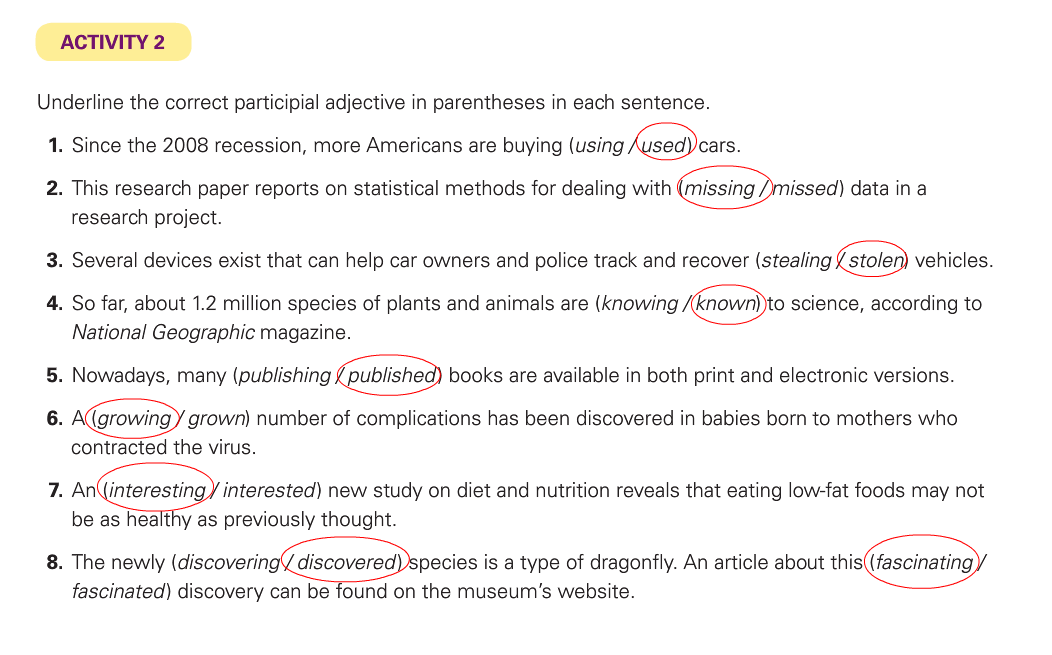 ACTIVITY 2
Underline the correct participial adjective in parentheses in each sentence.
1. Since the 2008 recession, more Americans are buying (using / used) cars.
2. This research paper reports on statistical methods for dealing with (missing / missed) data in a
research project.
3. Several devices exist that can help car owners and police track and recover (stealing / stolen) vehicles.
4. So far, about 1.2 million species of plants and animals are (knowing / known) to science, according to
National Geographic magazine.
5. Nowadays, many (publishing / published) books are available in both print and electronic versions.
6. A (growing / grown) number of complications has been discovered in babies born to mothers who
contracted the virus.
7. An (interesting / interested) new study on diet and nutrition reveals that eating low-fat foods may not
be as healthy as previously thought.
8. The newly (discovering / discovered) species is a type of dragonfly. An article about this (fascinating /
fascinated) discovery can be found on the museum’s website.